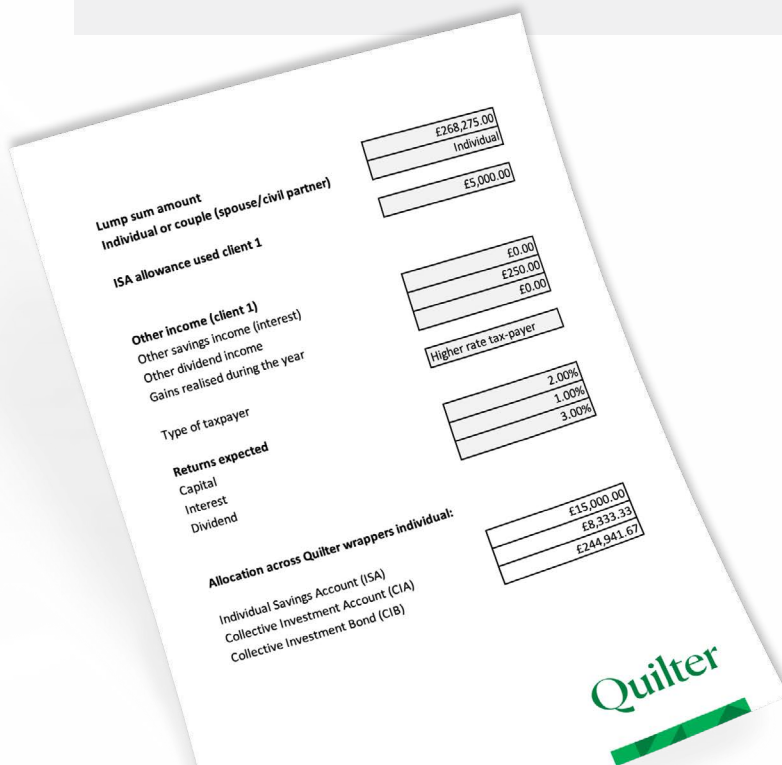 Lump sum amount £268,275.00
Individual or couple (spouse/civil partner) Individual
ISA allowance used client 1 £5,000.00
Other income (client 1)
Other savings income (interest) £0.00
Other dividend income £250.00
Gains realised during the year £0.00
Type of taxpayer Higher rate tax-payer
Returns expected
Capital 2.00%
Interest 1.00%
Dividend 3.00%
Allocation across Quilter wrappers individual:
Individual Savings Account (ISA) £15,000.00
Collective Investment Account (CIA) £8,333.33
Collective Investment Bond (CIB) £244,941.67
Quilter